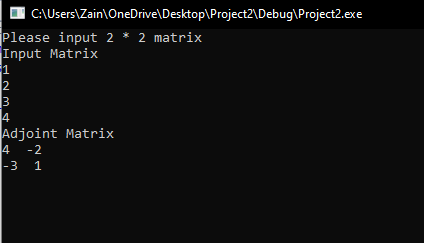 C:\Users\Zain\OneDrive\Desktop\Project2\Debug\Project2.exe
Please input 2 * 2 matrix
Input Matrix
1
2
3
4
Adjoint Matrix
4  -2
-3  1